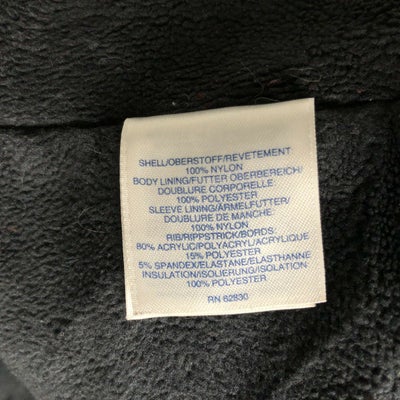 SHELL/OBERSTOFF/REVETEMENT
100% NYLON
BODY LINING/FUTTER OBERBEREICH/
DOUBLURE CORPORELLE:
100% POLYESTER
SLEEVE LINING/ÄRMELFUTTER/
DOUBLURE DE MANCHE:
100% NYLON
RIB/RIPPSTRICK/BORDS:
80% ACRYLIC/POLYACRYL/ACRYLIQUE
15% POLYESTER
5% SPANDEX/ELASTANE/ELASTHANNE
INSULATION/ISOLIERUNG/ISOLATION:
100% POLYESTER
RN 62830